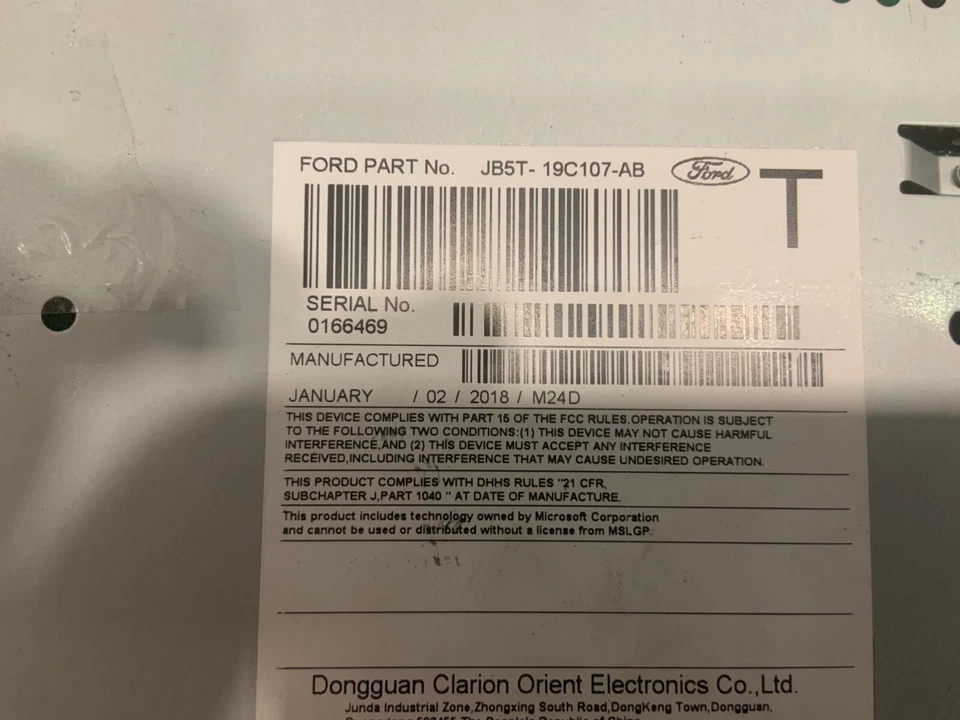 FORD PART No. JB5T- 19C107-AB Ford T
SERIAL No.
0166469
MANUFACTURED
JANUARY / 02 / 2018 / M24D
THIS DEVICE COMPLIES WITH PART 15 OF THE FCC RULES.OPERATION IS SUBJECT
TO THE FOLLOWING TWO CONDITIONS:(1) THIS DEVICE MAY NOT CAUSE HARMFUL
INTERFERENCE,AND (2) THIS DEVICE MUST ACCEPT ANY INTERFERENCE
RECEIVED,INCLUDING INTERFERENCE THAT MAY CAUSE UNDESIRED OPERATION.
THIS PRODUCT COMPLIES WITH DHHS RULES "21 CFR,
SUBCHAPTER J,PART 1040 " AT DATE OF MANUFACTURE.
This product includes technology owned by Microsoft Corporation
and cannot be used or distributed without a license from MSLGP.
Dongguan Clarion Orient Electronics Co.,Ltd.
Junda Industrial Zone,Zhongxing South Road,DongKeng Town,Dongguan,